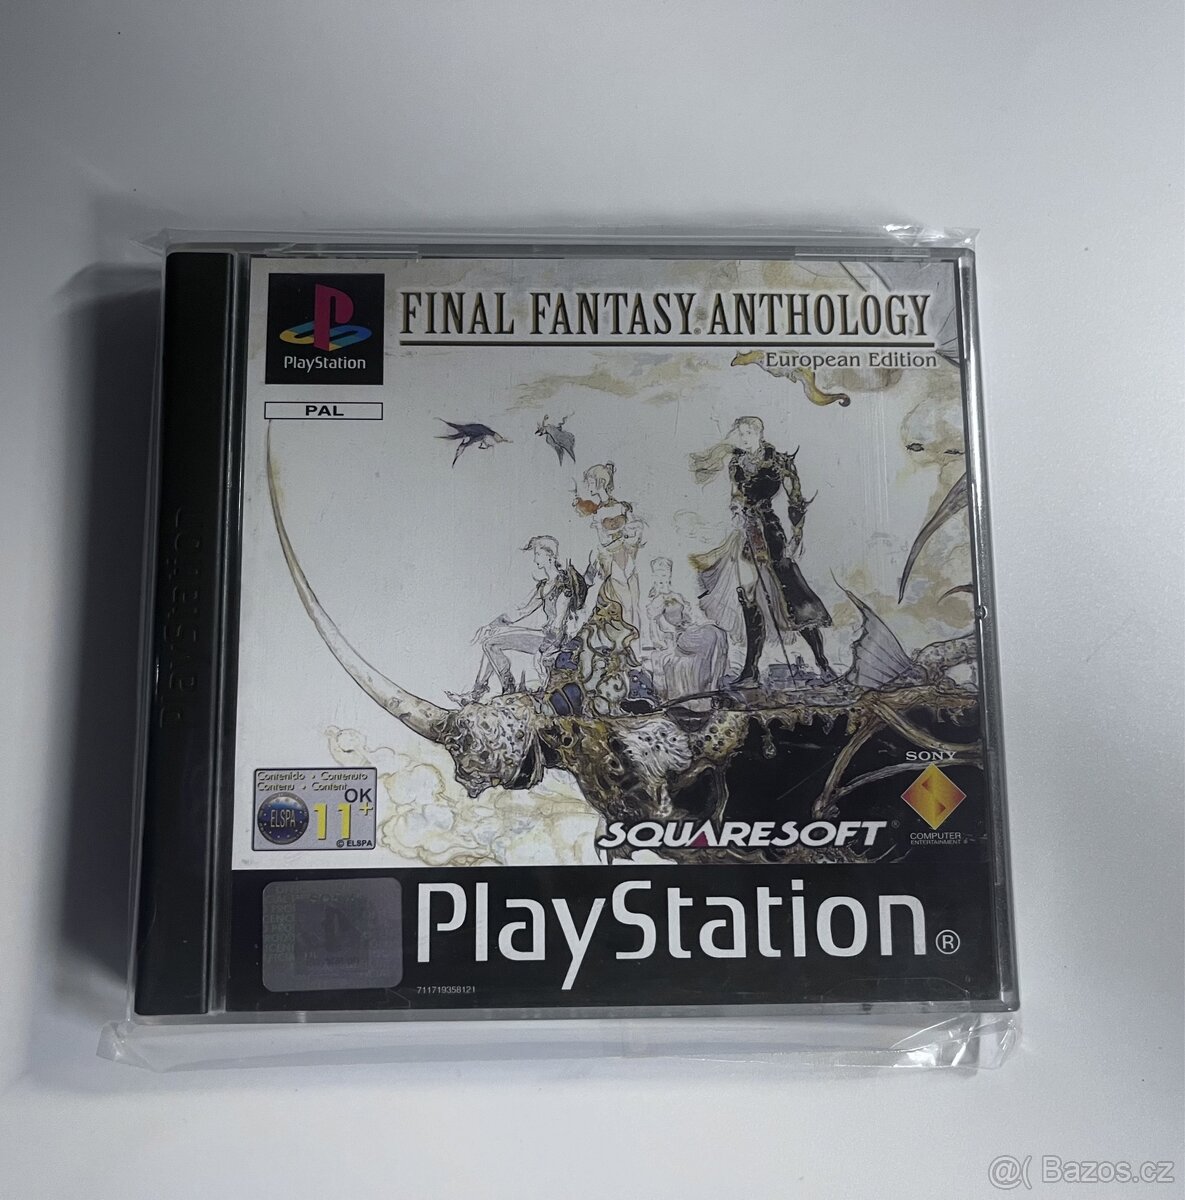 PlayStation
FINAL FANTASY® ANTHOLOGY
European Edition
PlayStation
PAL
SONY
COMPUTER
ENTERTAINMENT ®
Contenido • Contenuto
Contenu • Content
OK
ELSPA
11+
© ELSPA
SQUARESOFT®
PlayStation®
711719358121
@( Bazos.cz